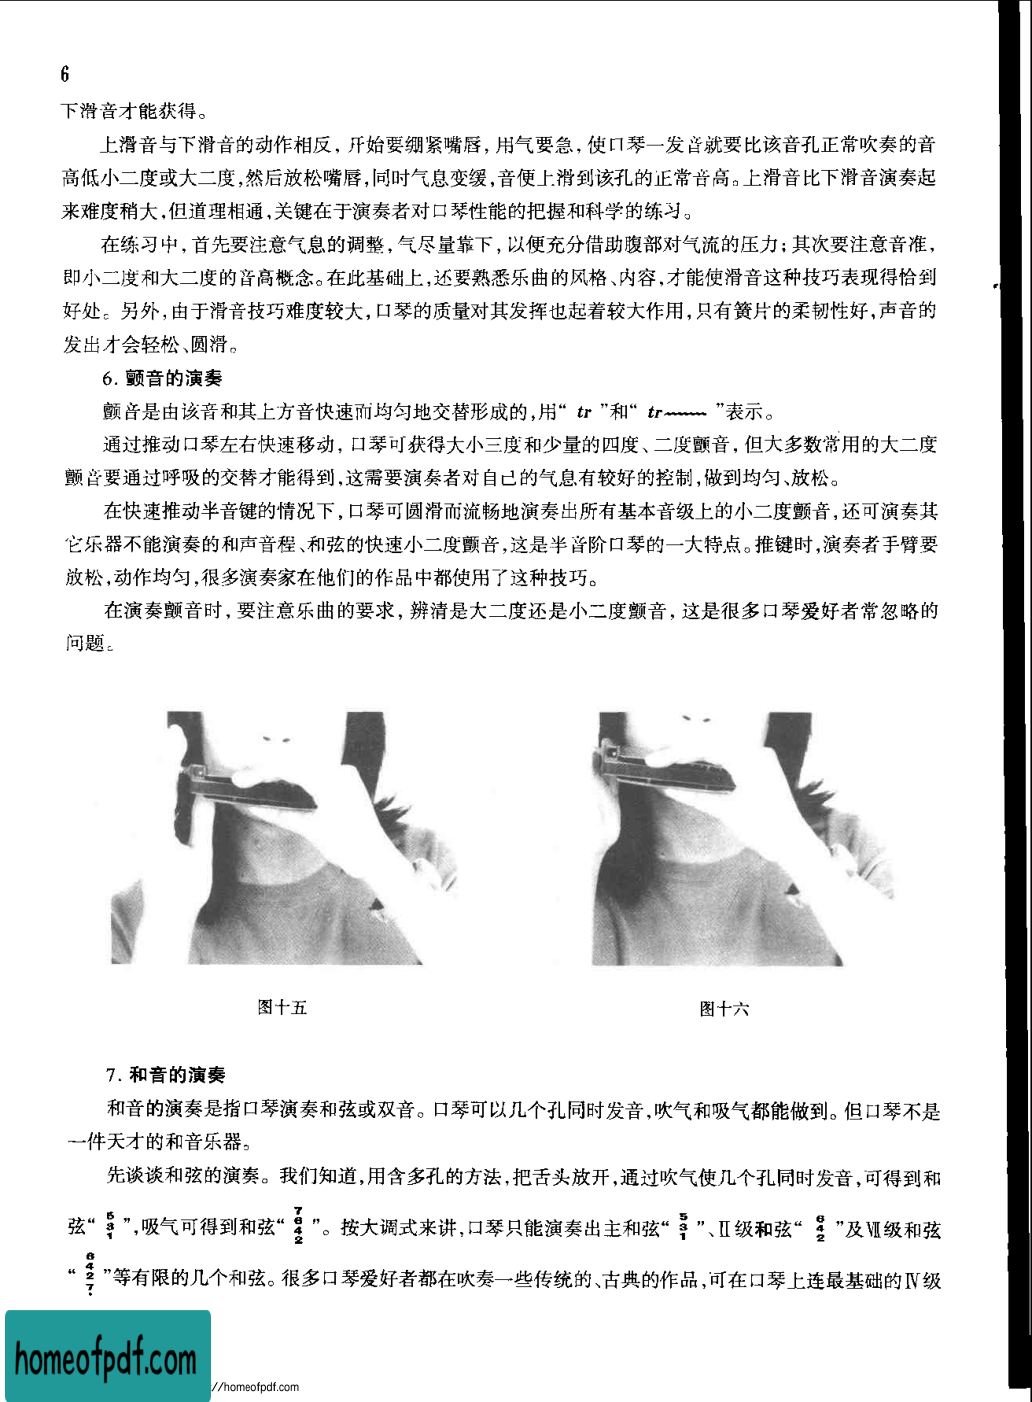 6
下滑音才能获得。
上滑音与下滑音的动作相反,开始要绷紧嘴唇,用气要急,使口琴一发音就要比该音孔正常吹奏的音
高低小二度或大二度,然后放松嘴唇,同时气息变缓,音便上滑到该孔的正常音高。上滑音比下滑音演奏起
来难度稍大,但道理相通,关键在于演奏者对口琴性能的把握和科学的练习。
在练习中,首先要注意气息的调整,气尽量靠下,以便充分借助腹部对气流的压力;其次要注意音准,
即小二度和大二度的音高概念。在此基础上,还要熟悉乐曲的风格、内容,才能使滑音这种技巧表现得恰到
好处。另外,由于滑音技巧难度较大,口琴的质量对其发挥也起着较大作用,只有簧片的柔韧性好,声音的
发出才会轻松、圆滑。
6. 颤音的演奏
颤音是由该音和其上方音快速而均匀地交替形成的,用“ tr ”和“ tr~~~ ”表示。
通过推动口琴左右快速移动,口琴可获得大小三度和少量的四度、二度颤音,但大多数常用的大二度
颤音要通过呼吸的交替才能得到,这需要演奏者对自己的气息有较好的控制,做到均匀、放松。
在快速推动半音键的情况下,口琴可圆滑而流畅地演奏出所有基本音级上的小二度颤音,还可演奏其
它乐器不能演奏的和声音程、和弦的快速小二度颤音,这是半音阶口琴的一大特点。推键时,演奏者手臂要
放松,动作均匀,很多演奏家在他们的作品中都使用了这种技巧。
在演奏颤音时,要注意乐曲的要求,辨清是大二度还是小二度颤音,这是很多口琴爱好者常忽略的
问题。
图十五
图十六
7. 和音的演奏
和音的演奏是指口琴演奏和弦或双音。口琴可以几个孔同时发音,吹气和吸气都能做到。但口琴不是
一件天才的和音乐器。
先谈谈和弦的演奏。我们知道,用含多孔的方法,把舌头放开,通过吹气使几个孔同时发音,可得到和
弦“ 5 3 1 ”,吸气可得到和弦“ 7 6 4 2 ”。按大调式来讲,口琴只能演奏出主和弦“ 5 3 1 ”、Ⅱ级和弦“ 6 4 2 ”及Ⅶ级和弦
“ 6 4 2 7̣ ”等有限的几个和弦。很多口琴爱好者都在吹奏一些传统的、古典的作品,可在口琴上连最基础的Ⅳ级
homeofpdf.com
//homeofpdf.com